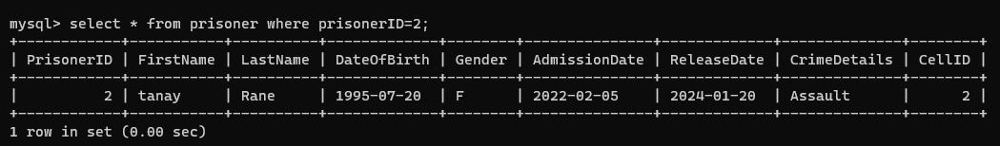 mysql> select * from prisoner where prisonerID=2;
+------------+-----------+----------+-------------+--------+---------------+-------------+--------------+--------+
| PrisonerID | FirstName | LastName | DateOfBirth | Gender | AdmissionDate | ReleaseDate | CrimeDetails | CellID |
+------------+-----------+----------+-------------+--------+---------------+-------------+--------------+--------+
|          2 | tanay     | Rane     | 1995-07-20  | F      | 2022-02-05    | 2024-01-20  | Assault      |      2 |
+------------+-----------+----------+-------------+--------+---------------+-------------+--------------+--------+
1 row in set (0.00 sec)